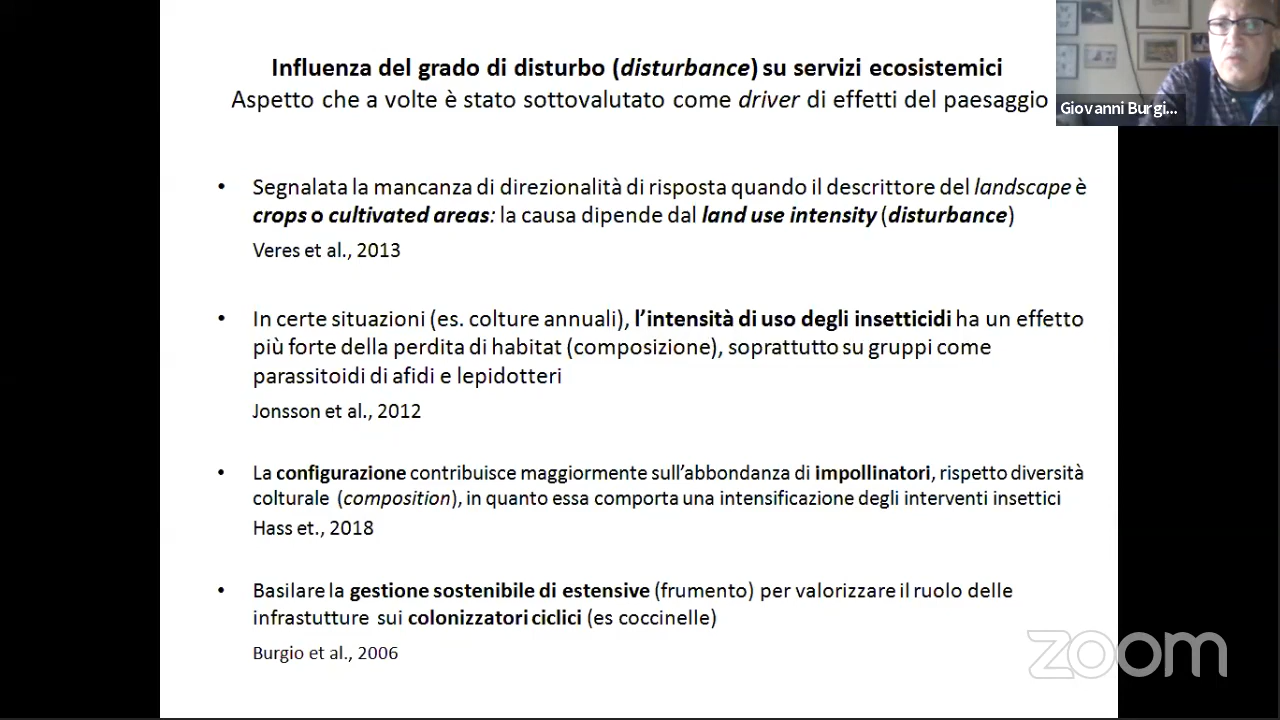 Influenza del grado di disturbo (disturbance) su servizi ecosistemici
Aspetto che a volte è stato sottovalutato come driver di effetti del paesaggio
Giovanni Burgi...
• Segnalata la mancanza di direzionalità di risposta quando il descrittore del landscape è
crops o cultivated areas: la causa dipende dal land use intensity (disturbance)
Veres et al., 2013
• In certe situazioni (es. colture annuali), l’intensità di uso degli insetticidi ha un effetto
più forte della perdita di habitat (composizione), soprattutto su gruppi come
parassitoidi di afidi e lepidotteri
Jonsson et al., 2012
• La configurazione contribuisce maggiormente sull’abbondanza di impollinatori, rispetto diversità
colturale (composition), in quanto essa comporta una intensificazione degli interventi insettici
Hass et., 2018
• Basilare la gestione sostenibile di estensive (frumento) per valorizzare il ruolo delle
infrastutture sui colonizzatori ciclici (es coccinelle)
Burgio et al., 2006
zoom